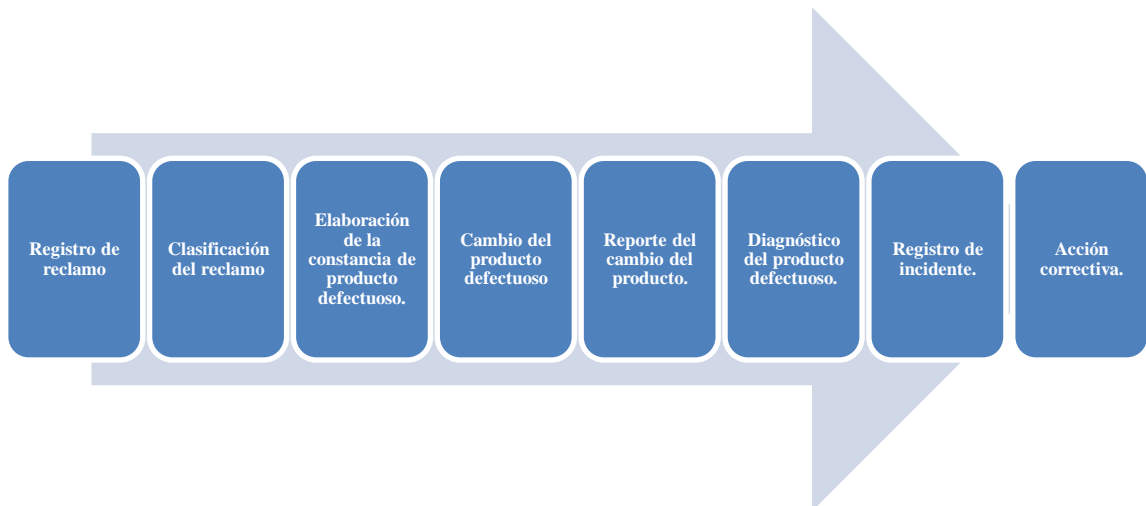 Registro de
reclamo
Clasificación
del reclamo
Elaboración
de la
constancia de
producto
defectuoso.
Cambio del
producto
defectuoso
Reporte del
cambio del
producto.
Diagnóstico
del producto
defectuoso.
Registro de
incidente.
Acción
correctiva.